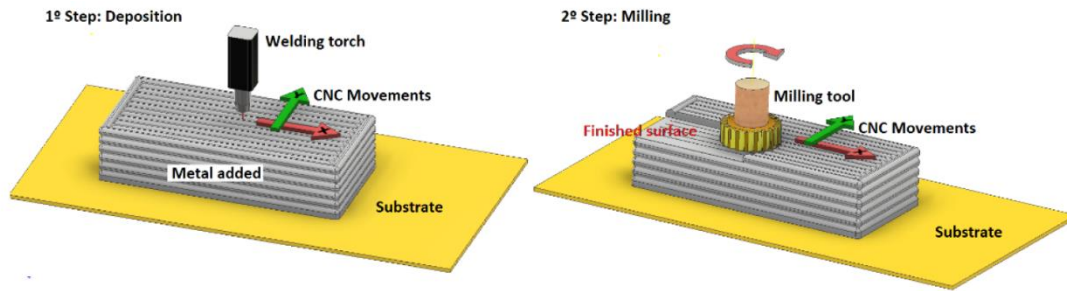 1º Step: Deposition
Welding torch
CNC Movements
Metal added
Substrate
2º Step: Milling
Milling tool
Finished surface
CNC Movements
Substrate